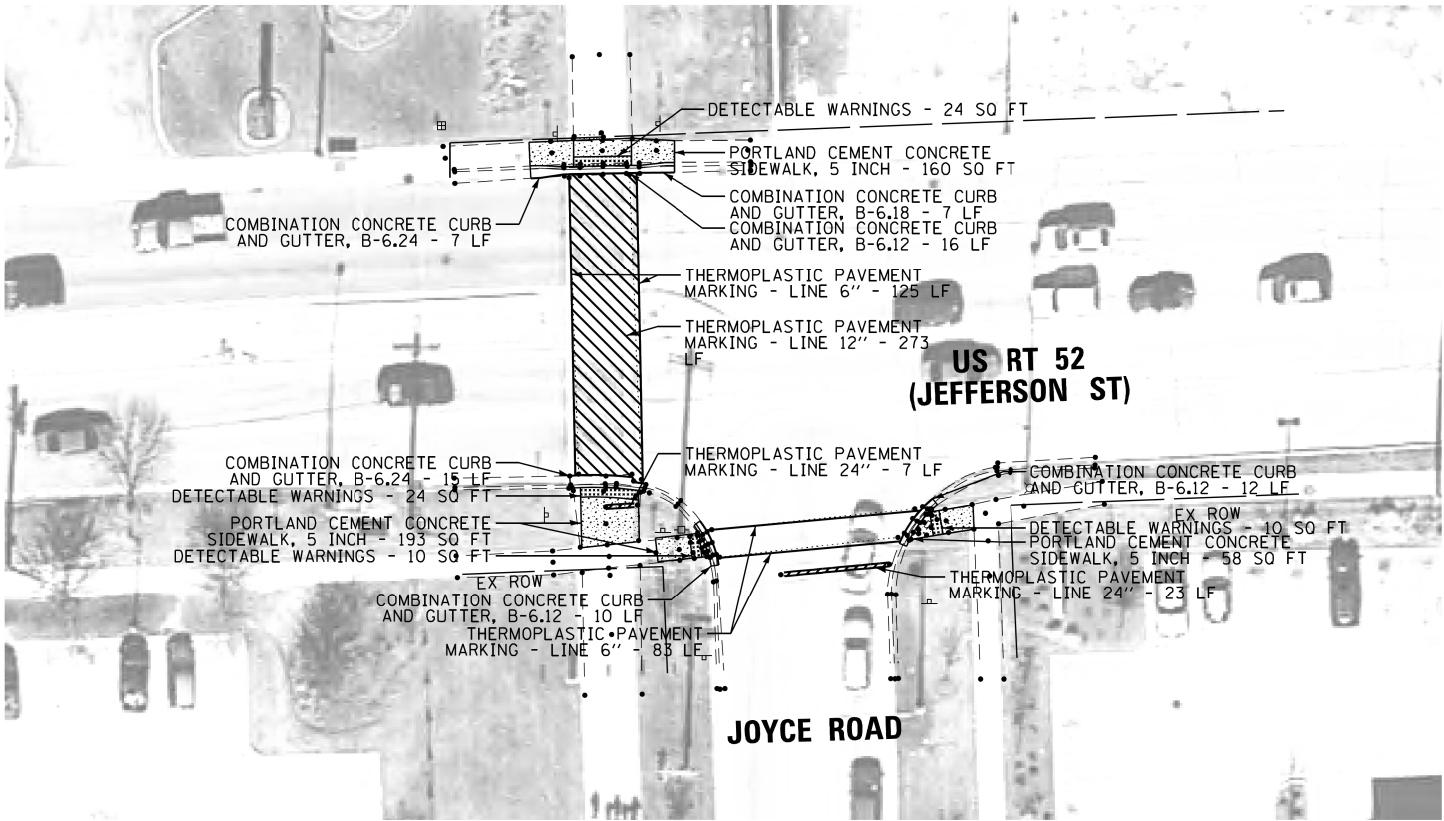 DETECTABLE WARNINGS - 24 SQ FT
PORTLAND CEMENT CONCRETE
SIDEWALK, 5 INCH - 160 SQ FT
COMBINATION CONCRETE CURB
AND GUTTER, B-6.18 - 7 LF
COMBINATION CONCRETE CURB
AND GUTTER, B-6.12 - 16 LF
COMBINATION CONCRETE CURB
AND GUTTER, B-6.24 - 7 LF
THERMOPLASTIC PAVEMENT
MARKING - LINE 6'' - 125 LF
THERMOPLASTIC PAVEMENT
MARKING - LINE 12'' - 273
LF
US RT 52
(JEFFERSON ST)
THERMOPLASTIC PAVEMENT
MARKING - LINE 24'' - 7 LF
COMBINATION CONCRETE CURB
AND GUTTER, B-6.24 - 15 LF
DETECTABLE WARNINGS - 24 SQ FT
PORTLAND CEMENT CONCRETE
SIDEWALK, 5 INCH - 193 SQ FT
DETECTABLE WARNINGS - 10 SQ FT
EX ROW
COMBINATION CONCRETE CURB
AND GUTTER, B-6.12 - 10 LF
THERMOPLASTIC PAVEMENT
MARKING - LINE 6'' - 83 LF
COMBINATION CONCRETE CURB
AND GUTTER, B-6.12 - 12 LF
EX ROW
DETECTABLE WARNINGS - 10 SQ FT
PORTLAND CEMENT CONCRETE
SIDEWALK, 5 INCH - 58 SQ FT
THERMOPLASTIC PAVEMENT
MARKING - LINE 24'' - 23 LF
JOYCE ROAD